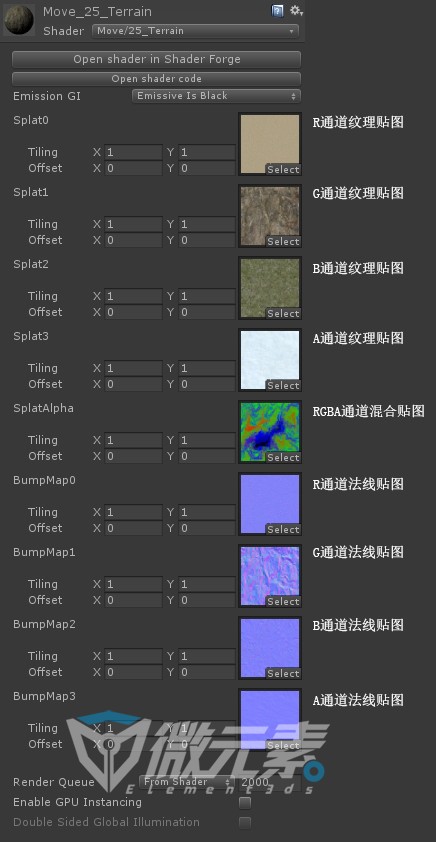 Move_25_Terrain
Shader Move/25_Terrain
Open shader in Shader Forge
Open shader code
Emission GI Emissive Is Black
Splat0 R通道纹理贴图
Tiling X 1 Y 1
Offset X 0 Y 0 Select
Splat1 G通道纹理贴图
Tiling X 1 Y 1
Offset X 0 Y 0 Select
Splat2 B通道纹理贴图
Tiling X 1 Y 1
Offset X 0 Y 0 Select
Splat3 A通道纹理贴图
Tiling X 1 Y 1
Offset X 0 Y 0 Select
SplatAlpha RGBA通道混合贴图
Tiling X 1 Y 1
Offset X 0 Y 0 Select
BumpMap0 R通道法线贴图
Tiling X 1 Y 1
Offset X 0 Y 0 Select
BumpMap1 G通道法线贴图
Tiling X 1 Y 1
Offset X 0 Y 0 Select
BumpMap2 B通道法线贴图
Tiling X 1 Y 1
Offset X 0 Y 0 Select
BumpMap3 A通道法线贴图
Tiling X 1 Y 1
Offset X 0 Y 0 Select
微元素
Render Queue From Shader 2000
Element3ds
Enable GPU Instancing
Double Sided Global Illumination